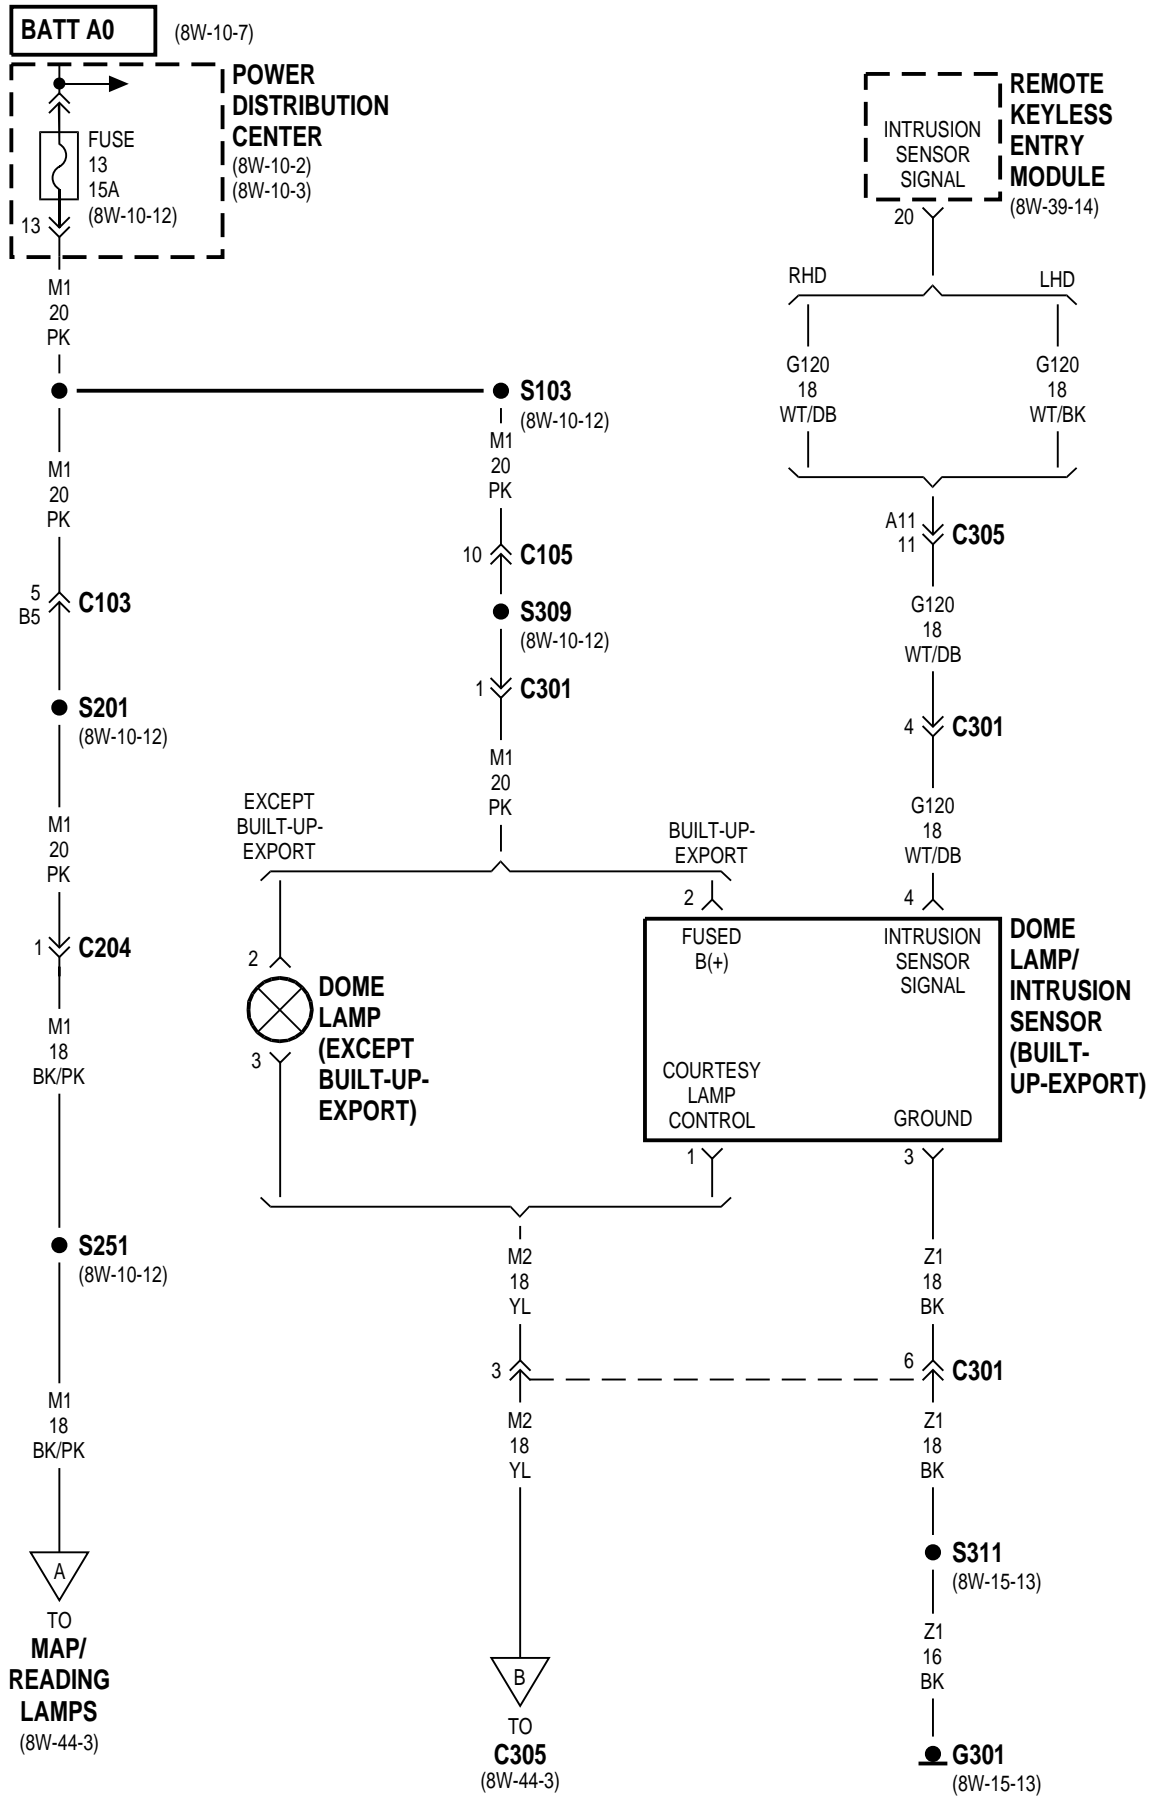 BATT A0
(8W-10-7)
POWER
DISTRIBUTION
CENTER
(8W-10-2)
(8W-10-3)
FUSE
13
15A
(8W-10-12)
13
M1
20
PK
S103
(8W-10-12)
M1
20
PK
5
B5
C103
S201
(8W-10-12)
M1
20
PK
1
C204
M1
18
BK/PK
S251
(8W-10-12)
M1
18
BK/PK
A
TO
MAP/
READING
LAMPS
(8W-44-3)
M1
20
PK
10
C105
S309
(8W-10-12)
1
C301
M1
20
PK
EXCEPT
BUILT-UP-
EXPORT
BUILT-UP-
EXPORT
2
DOME
LAMP
(EXCEPT
BUILT-UP-
EXPORT)
3
REMOTE
KEYLESS
ENTRY
MODULE
(8W-39-14)
INTRUSION
SENSOR
SIGNAL
20
RHD
LHD
G120
18
WT/DB
G120
18
WT/BK
A11
11
C305
G120
18
WT/DB
4
C301
G120
18
WT/DB
2
4
FUSED
B(+)
INTRUSION
SENSOR
SIGNAL
DOME
LAMP/
INTRUSION
SENSOR
(BUILT-
UP-EXPORT)
COURTESY
LAMP
CONTROL
GROUND
1
3
M2
18
YL
Z1
18
BK
3
6
C301
M2
18
YL
Z1
18
BK
S311
(8W-15-13)
Z1
16
BK
B
TO
C305
(8W-44-3)
G301
(8W-15-13)